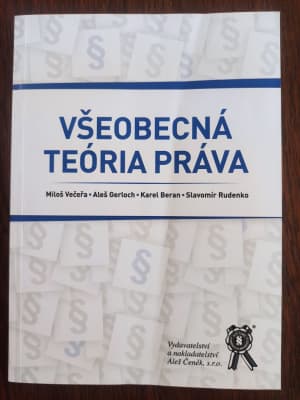 VŠEOBECNÁ
TEÓRIA PRÁVA
Miloš Večeřa • Aleš Gerloch • Karel Beran • Slavomír Rudenko
Vydavatelství
a nakladatelství
Aleš Čeněk, s.r.o.